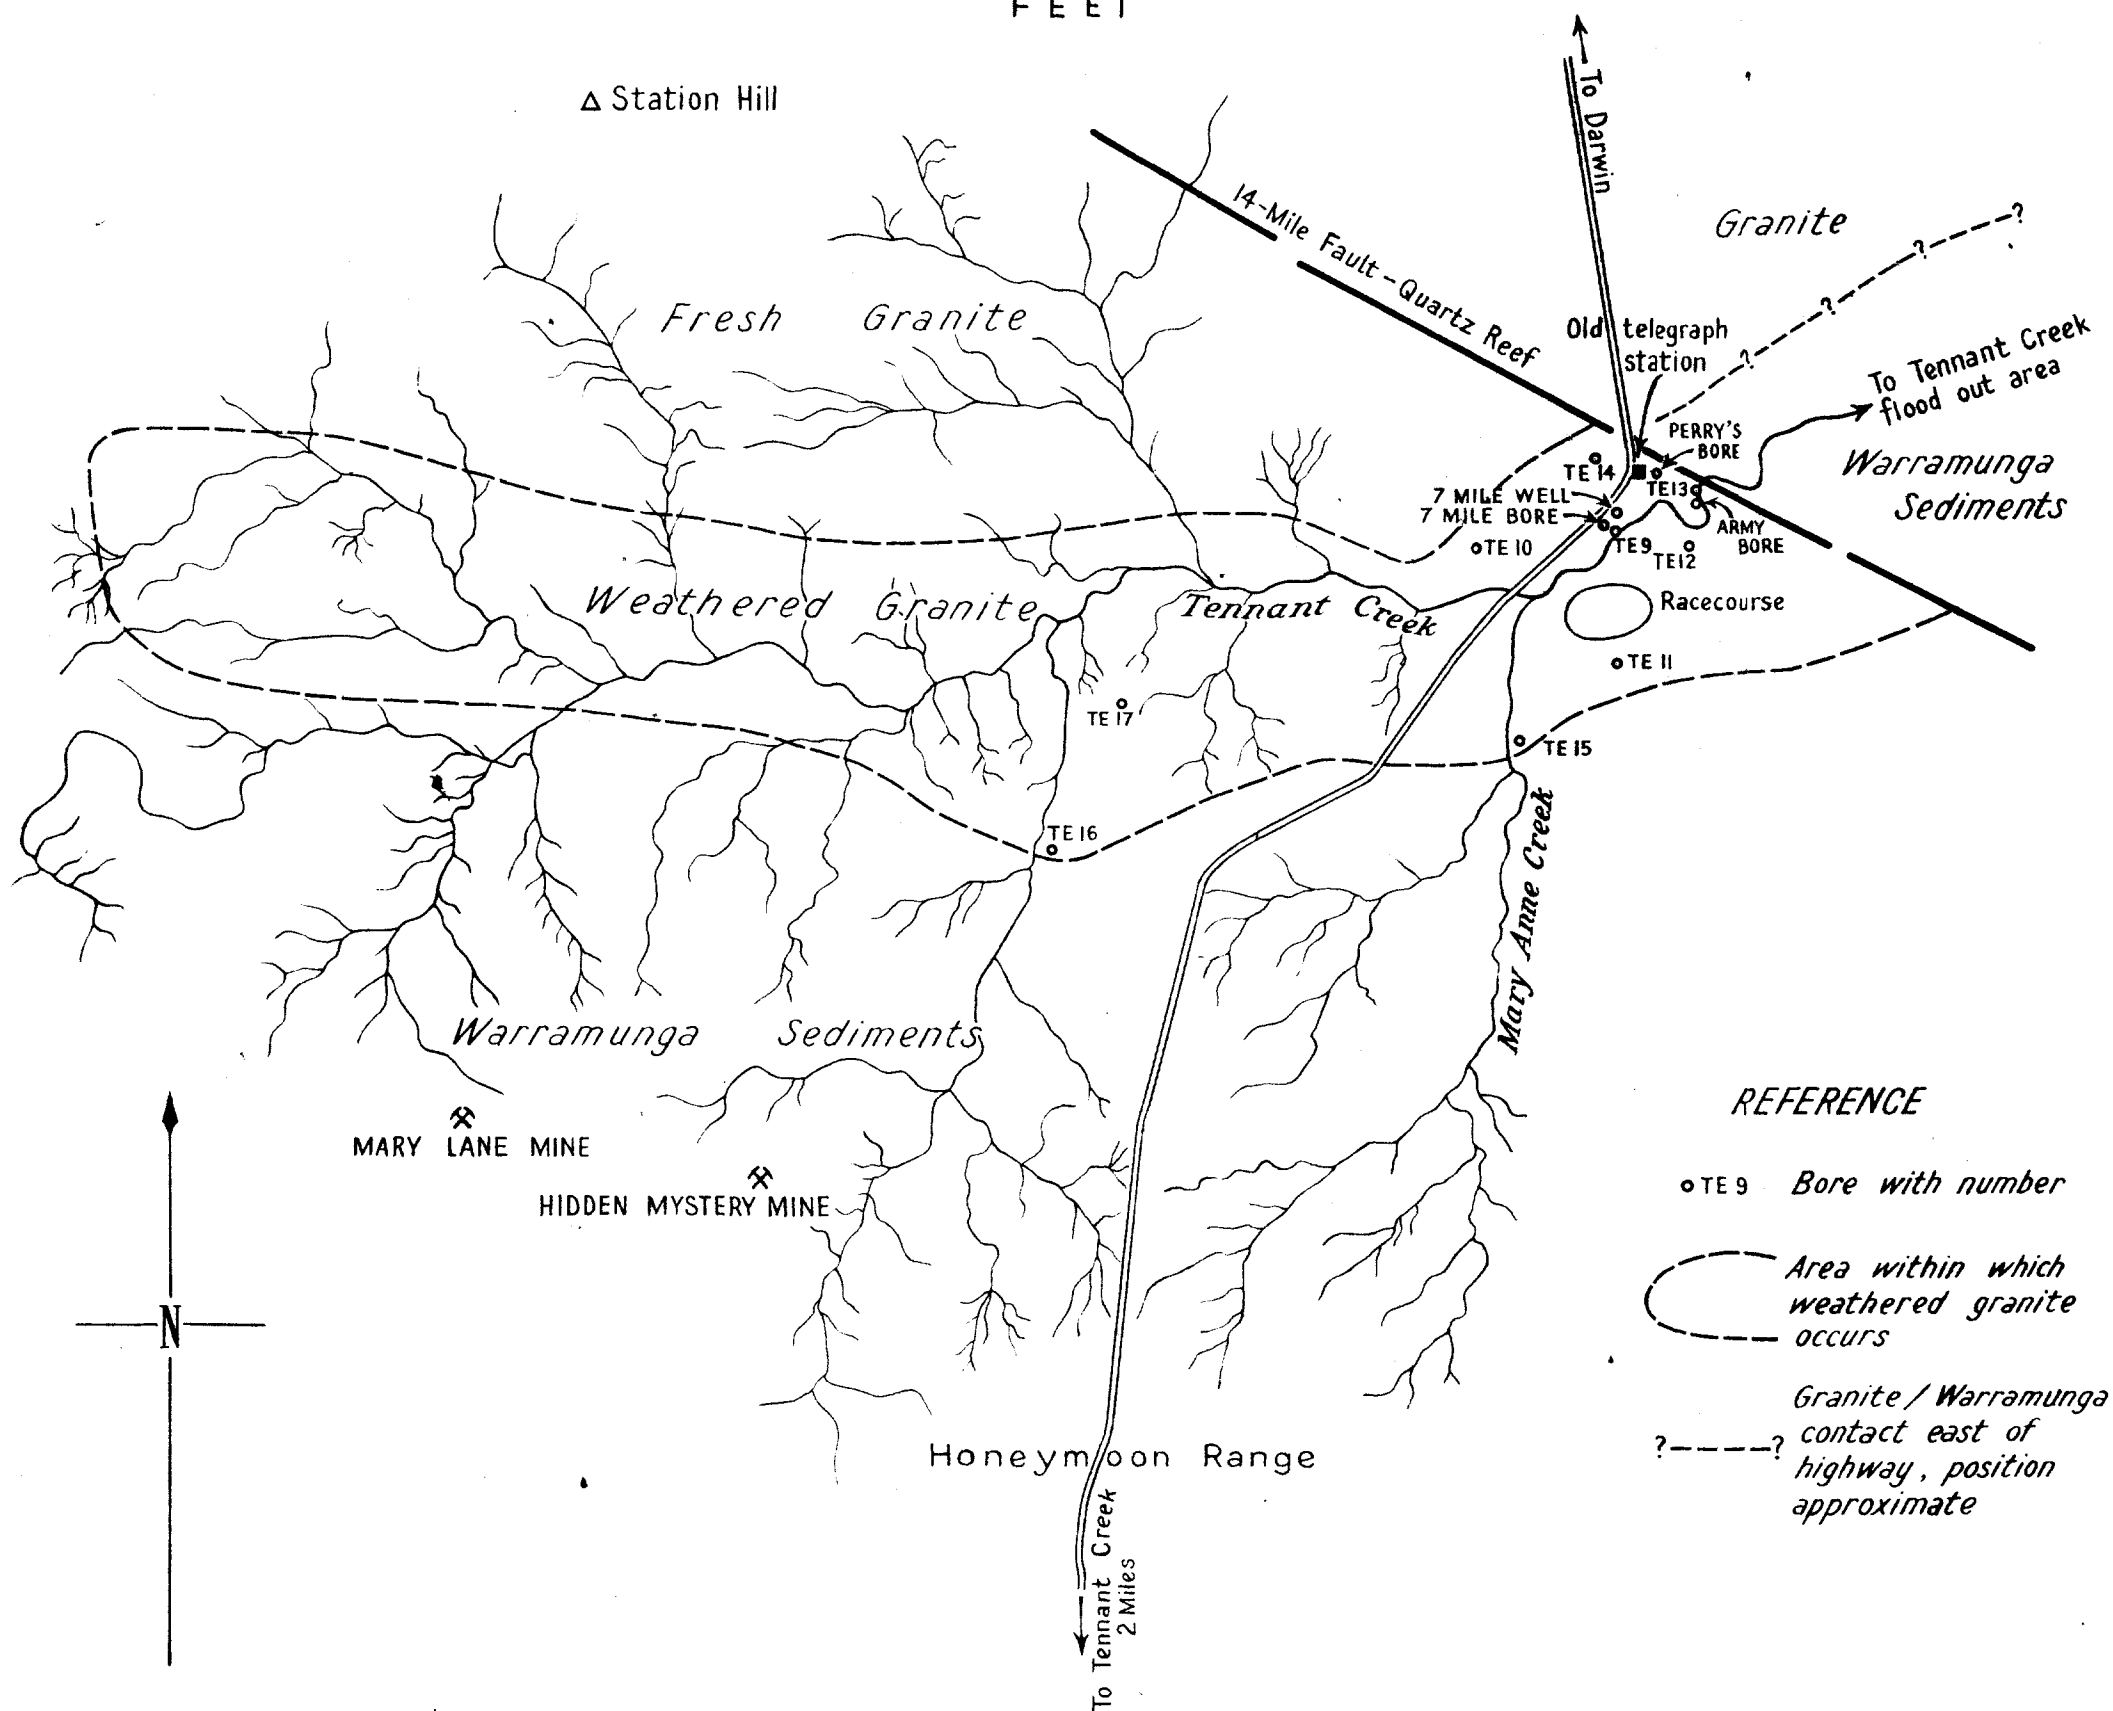 FEET
Station Hill
To Darwin
14-Mile Fault-Quartz Reef
Granite
Fresh Granite
Old telegraph
station
To Tennant Creek
flood out area
PERRY'S
BORE
Warramunga
Sediments
TE 14
TE13
7 MILE WELL
7 MILE BORE
ARMY
BORE
TE 10
TE9
TE12
Weathered Granite
Tennant Creek
Racecourse
TE 11
TE 17
TE 15
TE 16
Mary Anne Creek
Warramunga Sediments
MARY LANE MINE
HIDDEN MYSTERY MINE
N
Honeymoon Range
To Tennant Creek
2 Miles
REFERENCE
TE 9 Bore with number
Area within which
weathered granite
occurs
Granite / Warramunga
contact east of
highway, position
approximate
? ?
? ? ? ?